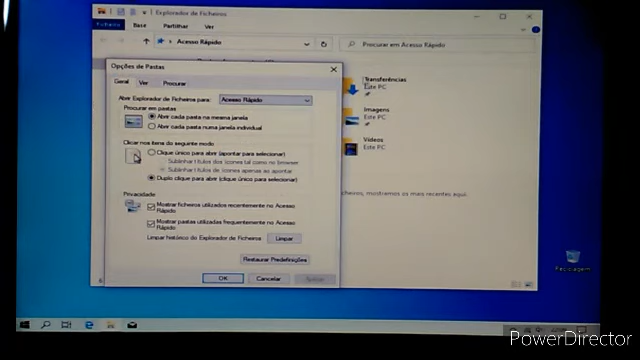 Explorador de Ficheiros
Ficheiro
Base
Partilhar
Ver
Acesso Rápido
Procurar em Acesso Rápido
Opções de Pastas
Geral
Ver
Procurar
Abrir Explorador de Ficheiros para:
Acesso Rápido
Procurar em pastas
Abrir cada pasta na mesma janela
Abrir cada pasta numa janela individual
Clicar nos itens do seguinte modo
Clique único para abrir (apontar para selecionar)
Sublinhar títulos dos ícones tal como no browser
Sublinhar títulos de ícones apenas ao apontar
Duplo clique para abrir (clique único para selecionar)
Privacidade
Mostrar ficheiros utilizados recentemente no Acesso
Rápido
Mostrar pastas utilizadas frequentemente no Acesso
Rápido
Limpar histórico do Explorador de Ficheiros
Limpar
Restaurar Predefinições
OK
Cancelar
Aplicar
Transferências
Este PC
Imagens
Este PC
Vídeos
Este PC
cheiros, mostraremos os mais recentes aqui.
Reciclagem
PowerDirector